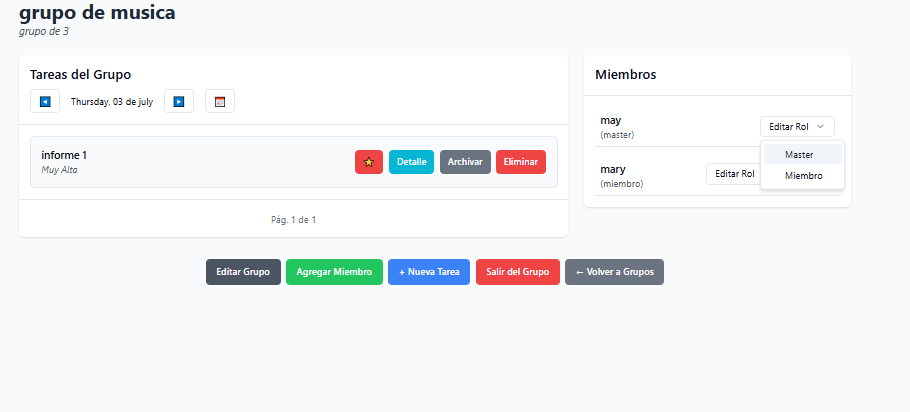 grupo de musica
grupo de 3
Tareas del Grupo
Thursday, 03 de july
informe 1
Muy Alta
Detalle
Archivar
Eliminar
Pág. 1 de 1
Miembros
may
(master)
Editar Rol
Master
Miembro
mary
(miembro)
Editar Rol
Editar Grupo
Agregar Miembro
+ Nueva Tarea
Salir del Grupo
← Volver a Grupos